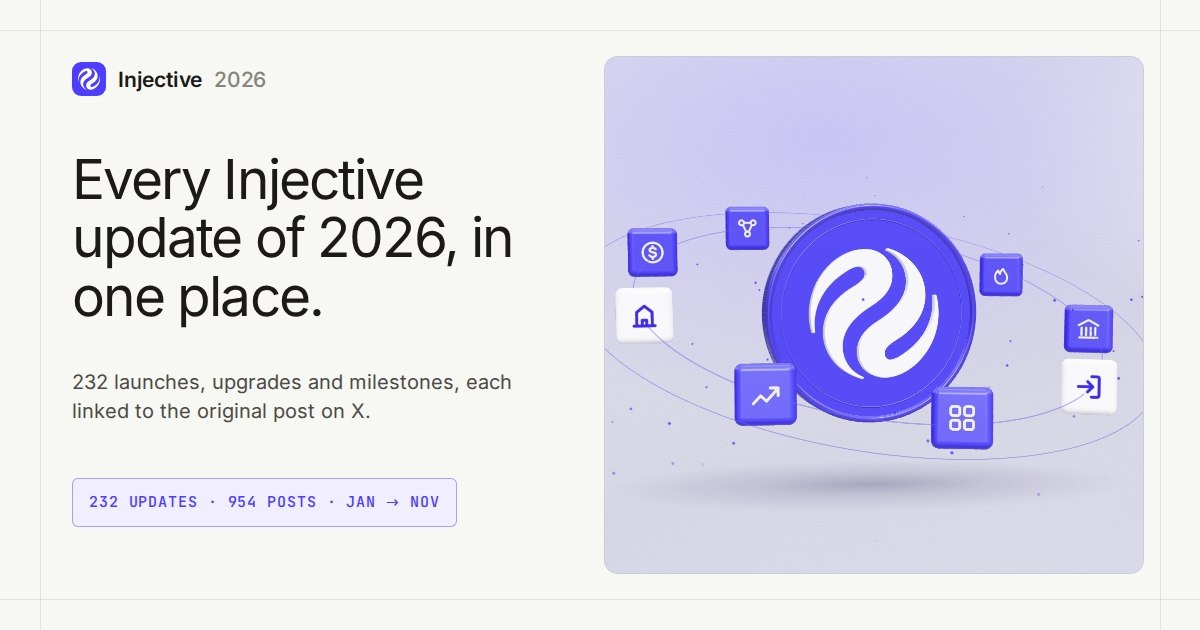 Injective 2026
Every Injective
update of 2026, in
one place.
232 launches, upgrades and milestones, each
linked to the original post on X.
232 UPDATES · 954 POSTS · JAN → NOV